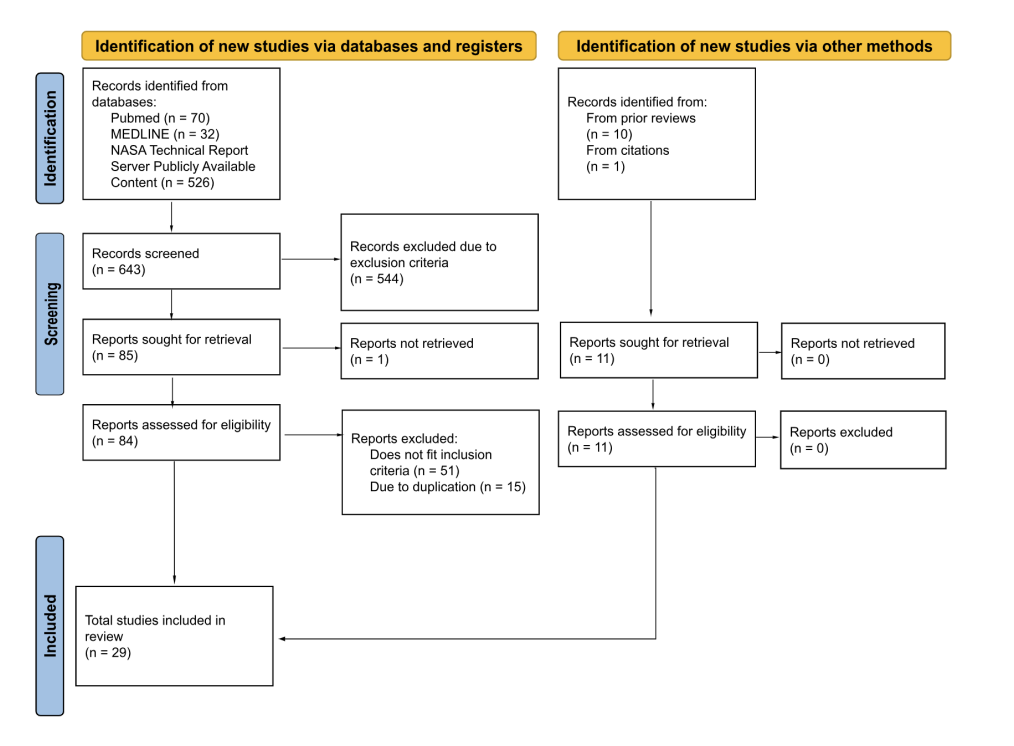 Identification of new studies via databases and registers
Identification of new studies via other methods
Identification
Records identified from
databases:
Pubmed (n = 70)
MEDLINE (n = 32)
NASA Technical Report
Server Publicly Available
Content (n = 526)
Records identified from:
From prior reviews
(n = 10)
From citations
(n = 1)
Screening
Records screened
(n = 643)
Records excluded due to
exclusion criteria
(n = 544)
Reports sought for retrieval
(n = 85)
Reports not retrieved
(n = 1)
Reports sought for retrieval
(n = 11)
Reports not retrieved
(n = 0)
Reports assessed for eligibility
(n = 84)
Reports excluded:
Does not fit inclusion
criteria (n = 51)
Due to duplication (n = 15)
Reports assessed for eligibility
(n = 11)
Reports excluded
(n = 0)
Included
Total studies included in
review
(n = 29)